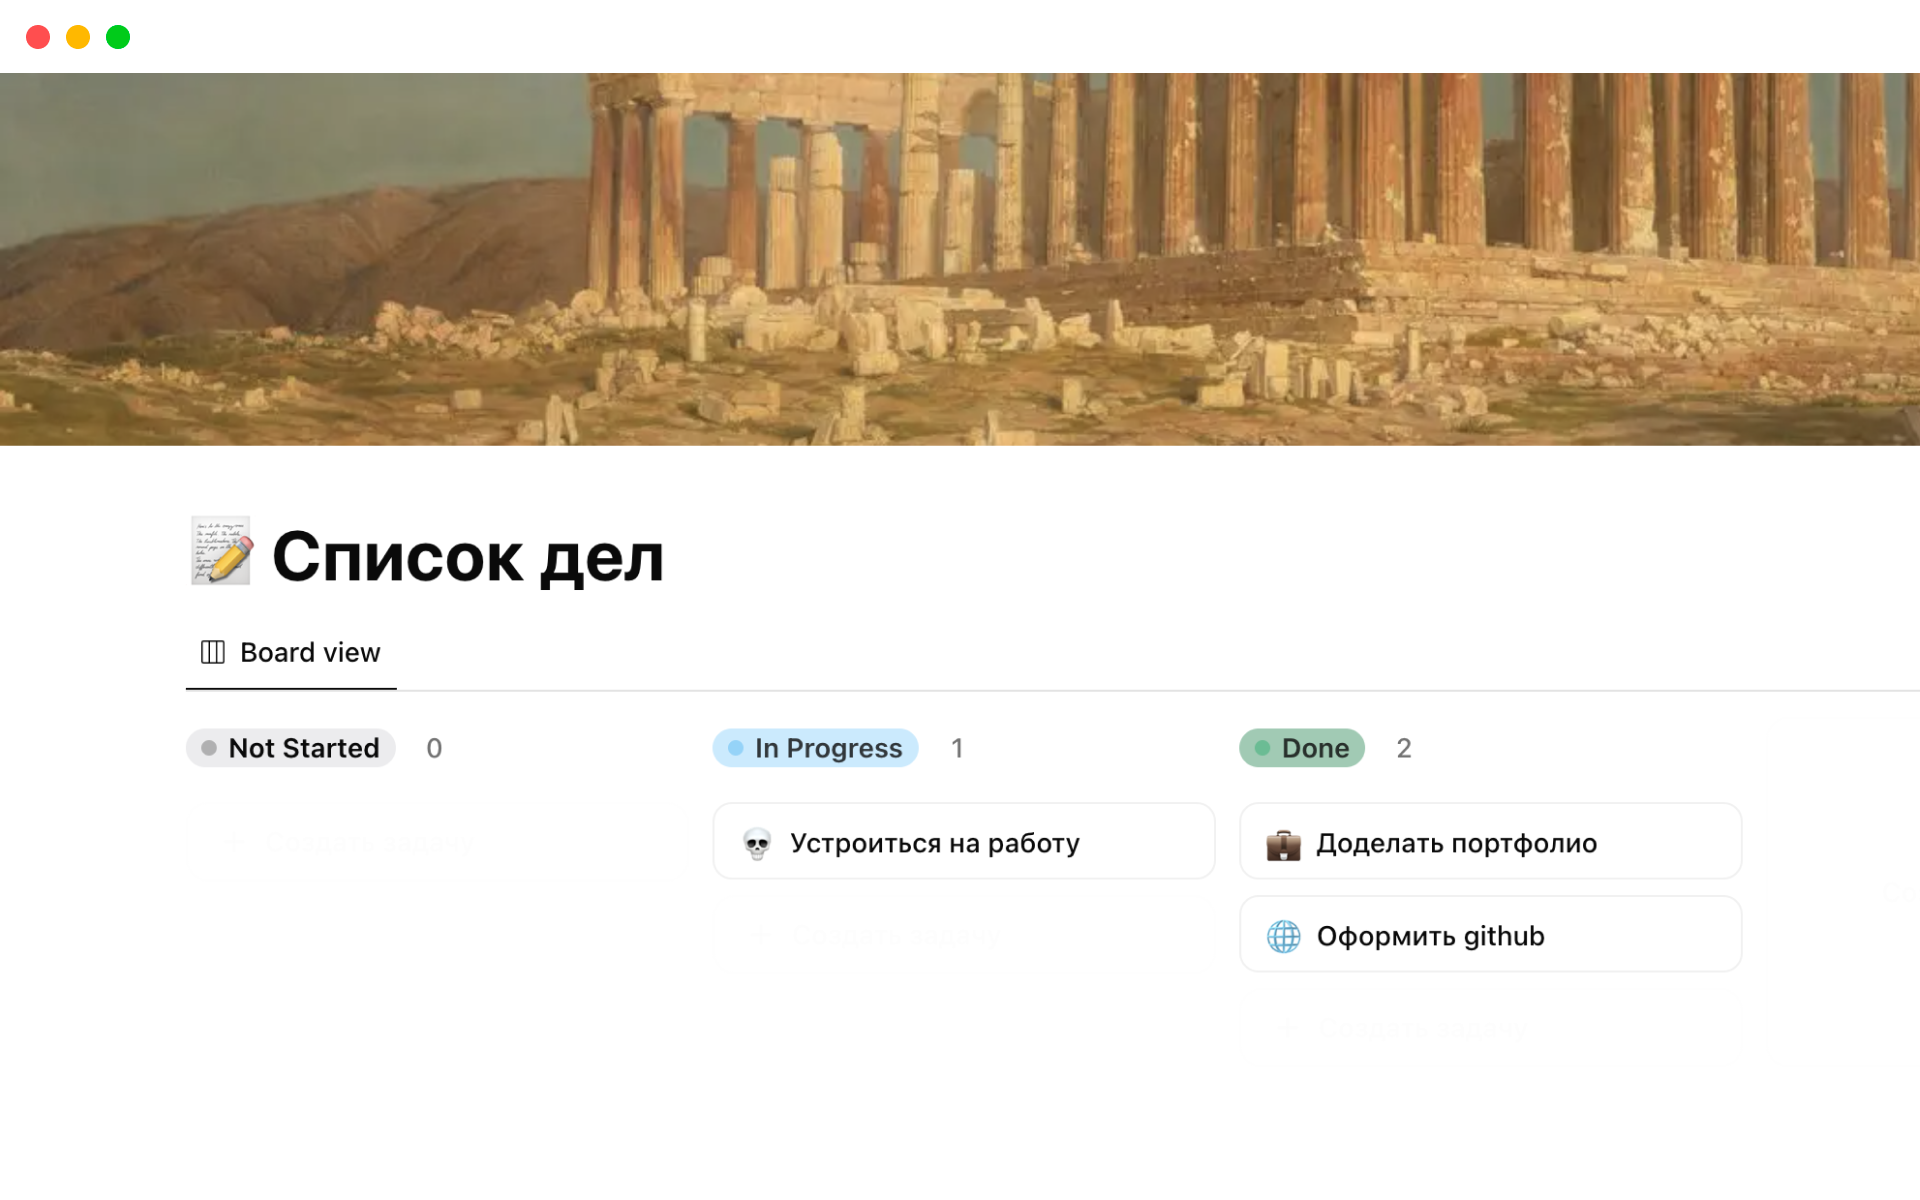 Список дел
Board view
Not Started 0
In Progress 1
Done 2
Устроиться на работу
Доделать портфолио
Оформить github
Создать задачу
Создать задачу
Создать задачу